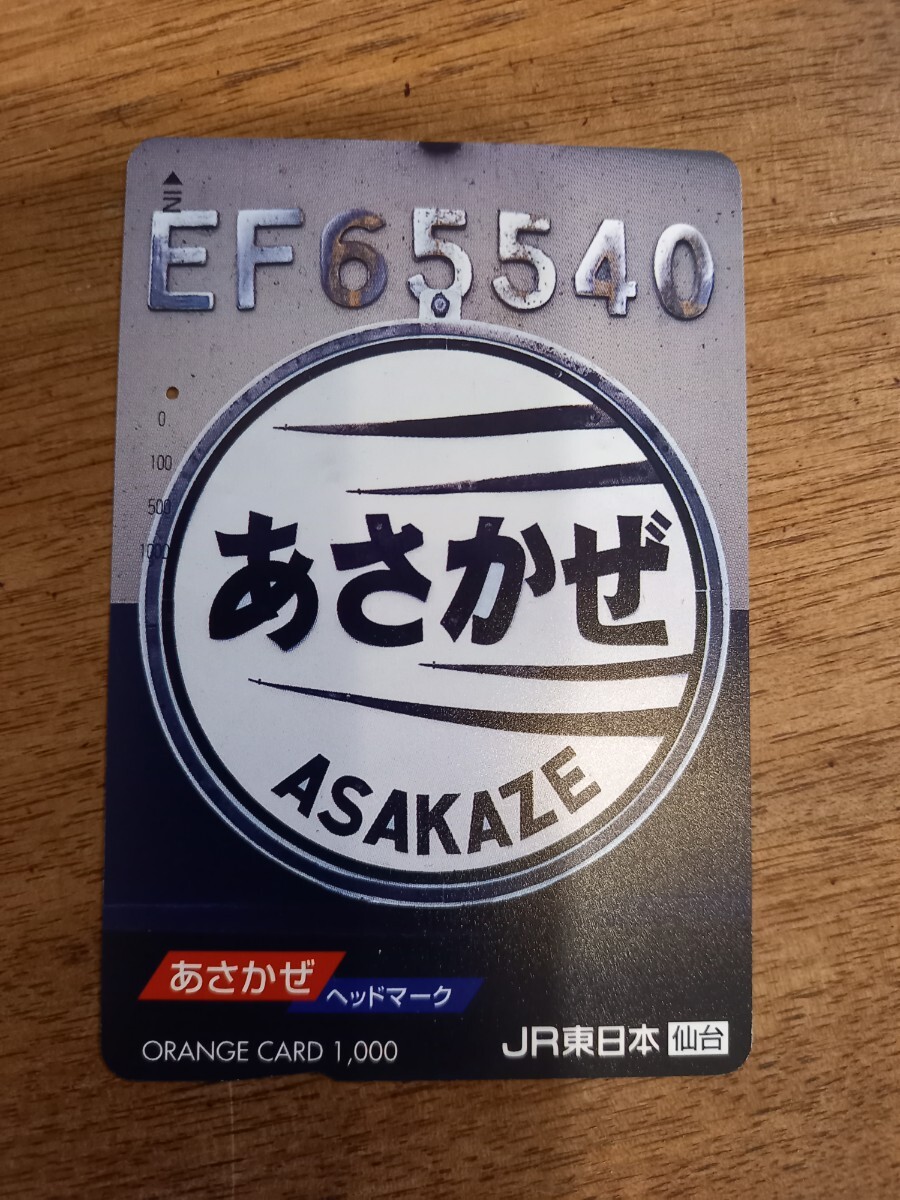 IN
EF65540
0
100
500
1000
あさかぜ
ASAKAZE
あさかぜ
ヘッドマーク
ORANGE CARD 1,000
JR東日本 仙台